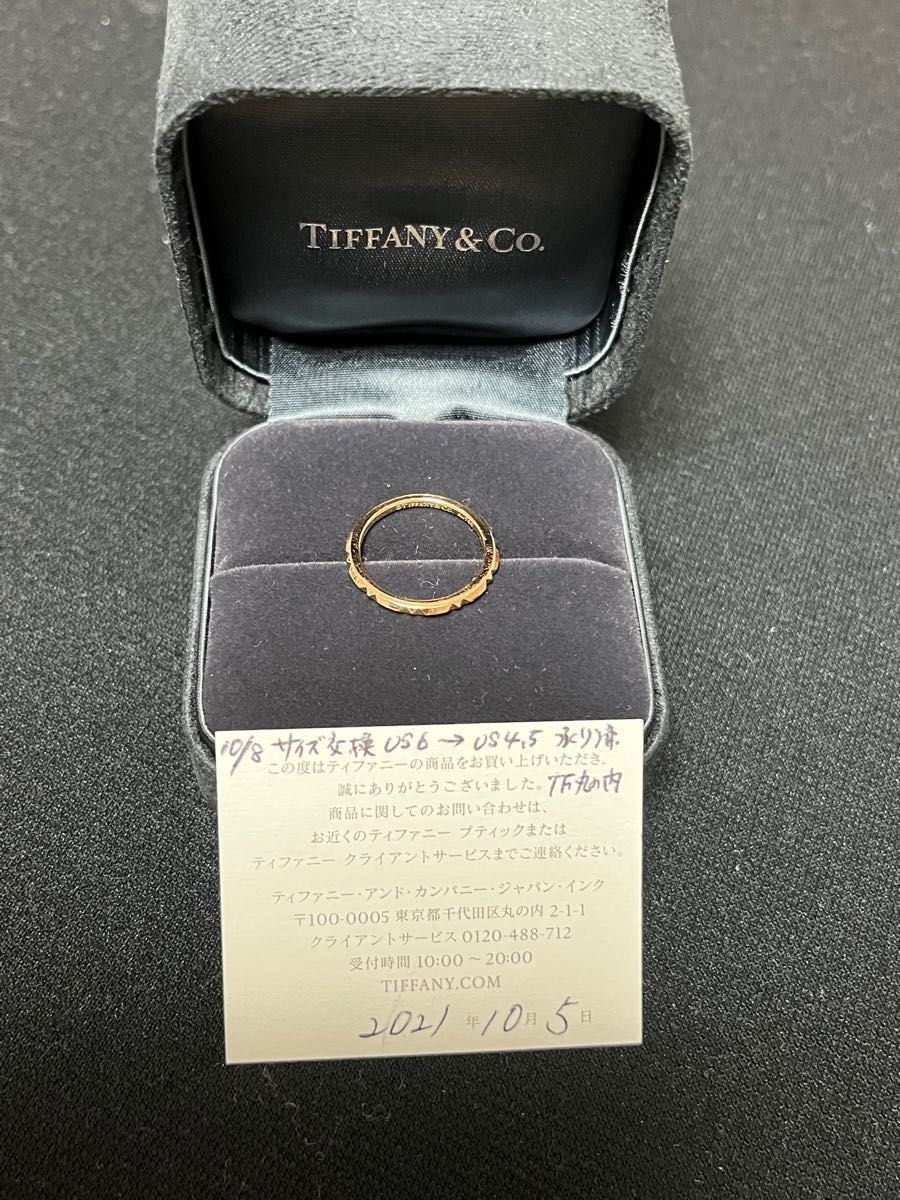 TIFFANY & CO.
TIFFANY&CO.
10/8 サイズ交換 US6 → US4.5 承り済
この度はティファニーの商品をお買い上げいただき、
誠にありがとうございました。 TF丸の内
商品に関してのお問い合わせは、
お近くのティファニー ブティックまたは
ティファニー クライアントサービスまでご連絡ください。
ティファニー・アンド・カンパニー・ジャパン・インク
〒100-0005 東京都千代田区丸の内 2-1-1
クライアントサービス 0120-488-712
受付時間 10:00～20:00
TIFFANY.COM
2021 年 10 月 5 日